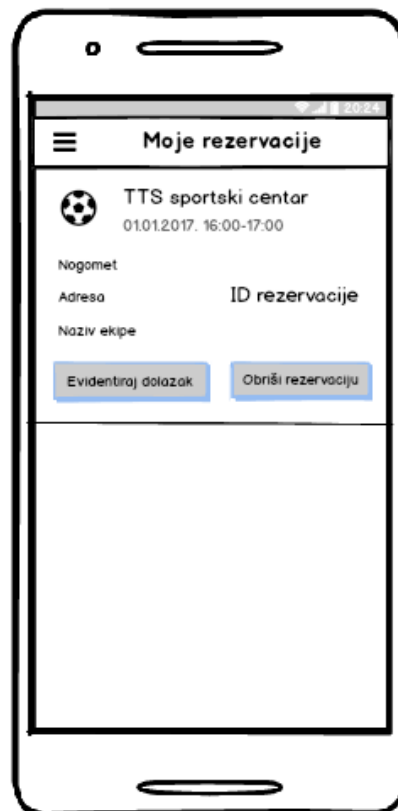 20:24
Moje rezervacije
TTS sportski centar
01.01.2017. 16:00-17:00
Nogomet
Adresa
ID rezervacije
Naziv ekipe
Evidentiraj dolazak
Obriši rezervaciju